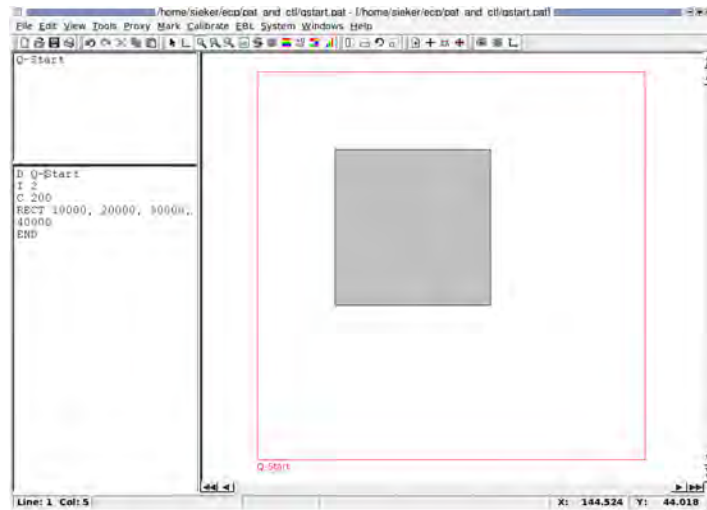 /home/sieker/ecp/pat_and_ctl/qstart.pat - [/home/sieker/ecp/pat_and_ctl/qstart.pat]
File Edit View Tools Proxy Mark Calibrate EBL System Windows Help
Q-Start
D Q-Start
I 2
C 200
RECT 10000, 20000, 30000,
40000
END
Q-Start
Line: 1 Col: 5
X: 144.524 Y: 44.018